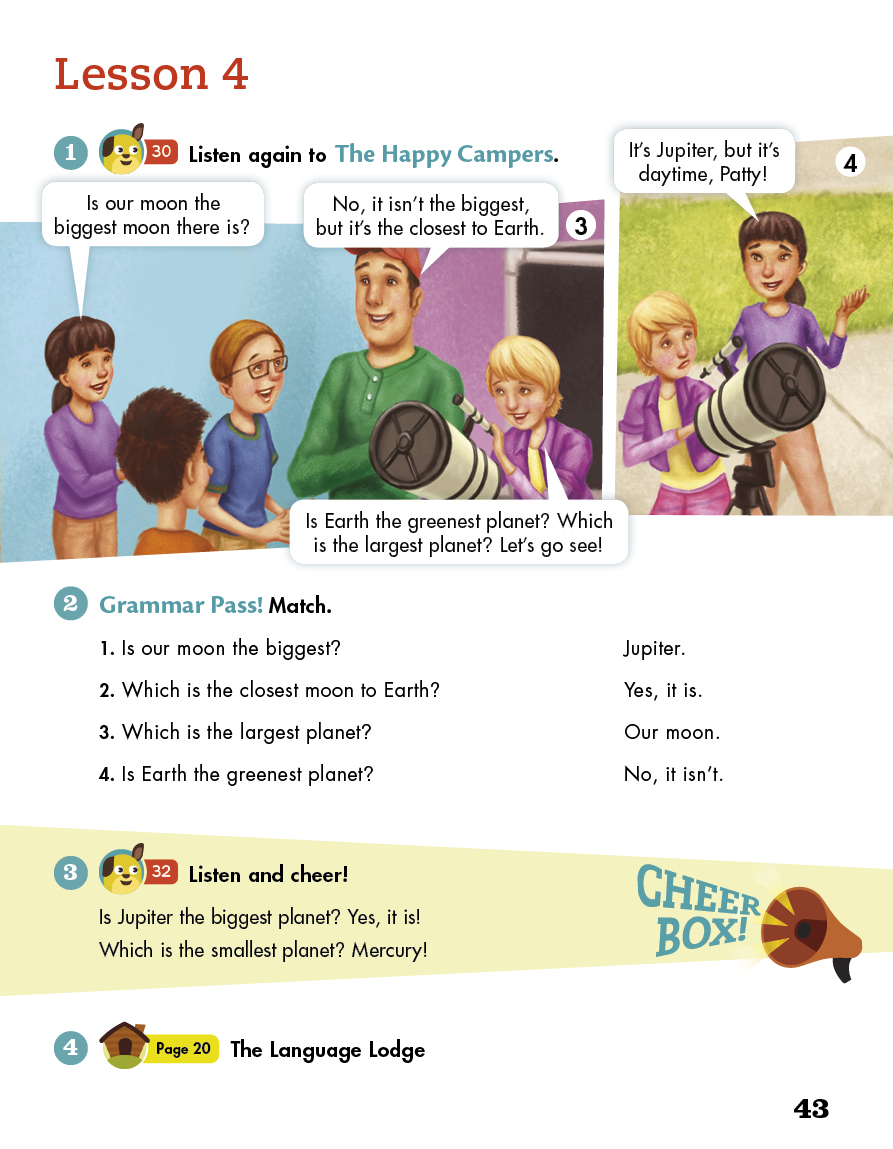 Lesson 4
1 30 Listen again to The Happy Campers.
Is our moon the
biggest moon there is?
No, it isn't the biggest,
but it's the closest to Earth.
3
Is Earth the greenest planet? Which
is the largest planet? Let's go see!
It's Jupiter, but it's
daytime, Patty!
4
2 Grammar Pass! Match.
1. Is our moon the biggest? Jupiter.
2. Which is the closest moon to Earth? Yes, it is.
3. Which is the largest planet? Our moon.
4. Is Earth the greenest planet? No, it isn't.
3 32 Listen and cheer!
Is Jupiter the biggest planet? Yes, it is!
Which is the smallest planet? Mercury!
CHEER
BOX!
4 Page 20 The Language Lodge
43